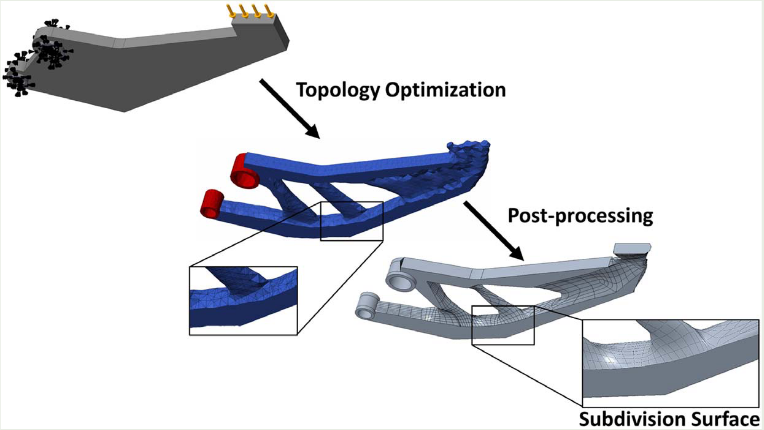 Topology Optimization
Post-processing
Subdivision Surface